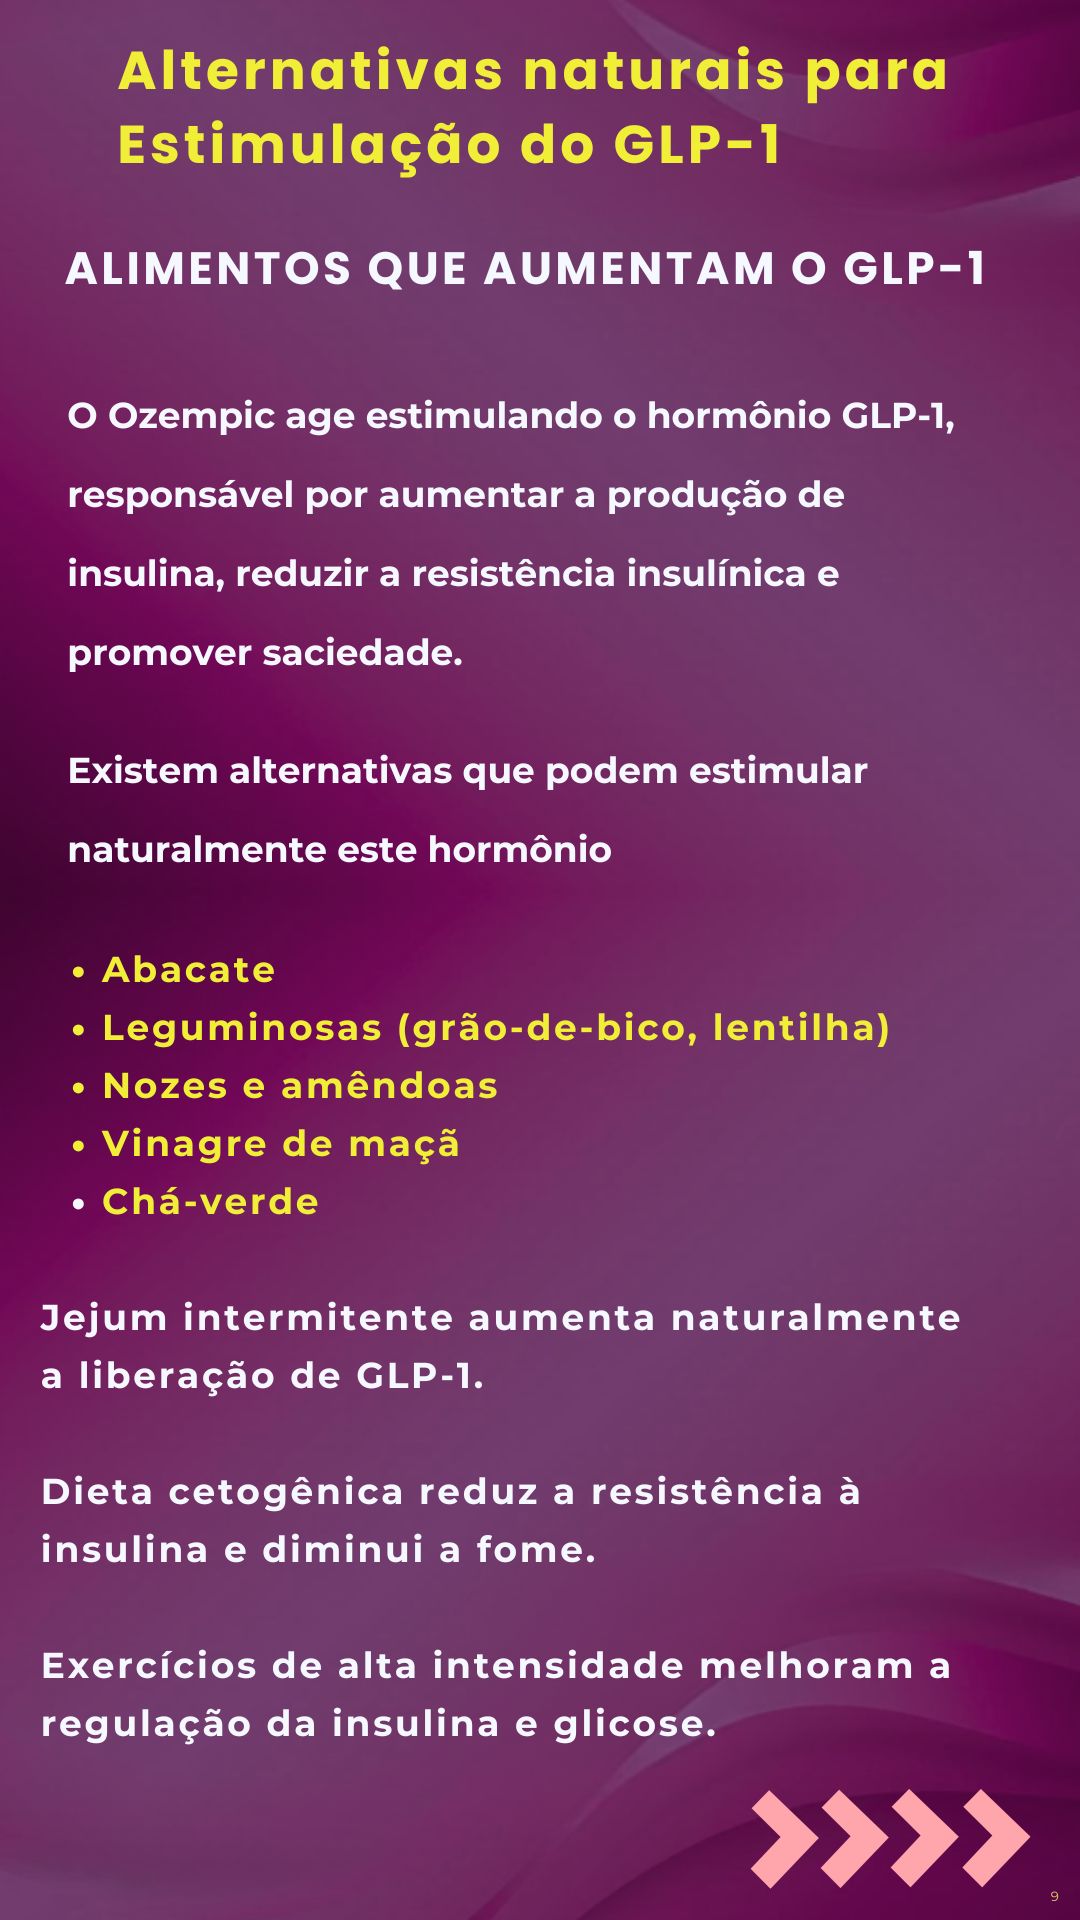 Alternativas naturais para
Estimulação do GLP-1
ALIMENTOS QUE AUMENTAM O GLP-1
O Ozempic age estimulando o hormônio GLP-1,
responsável por aumentar a produção de
insulina, reduzir a resistência insulínica e
promover saciedade.
Existem alternativas que podem estimular
naturalmente este hormônio
• Abacate
• Leguminosas (grão-de-bico, lentilha)
• Nozes e amêndoas
• Vinagre de maçã
• Chá-verde
Jejum intermitente aumenta naturalmente
a liberação de GLP-1.
Dieta cetogênica reduz a resistência à
insulina e diminui a fome.
Exercícios de alta intensidade melhoram a
regulação da insulina e glicose.
9